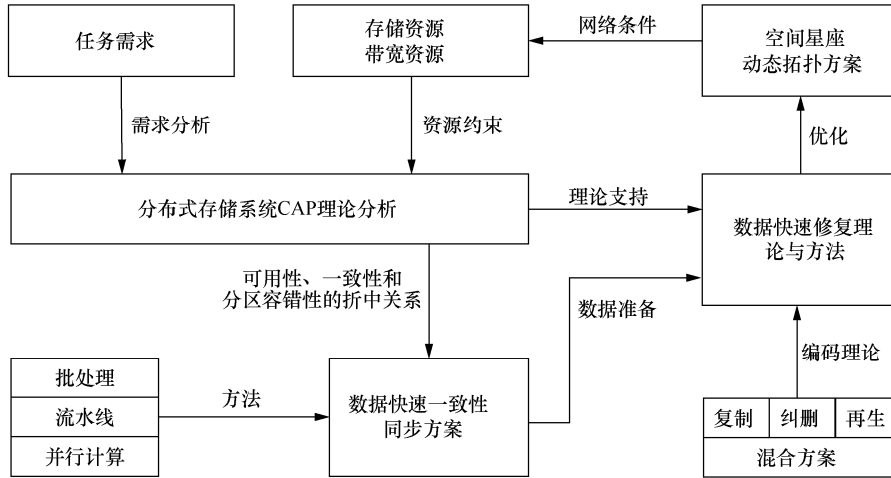 任务需求
存储资源
带宽资源
网络条件
空间星座
动态拓扑方案
需求分析
资源约束
优化
分布式存储系统CAP理论分析
理论支持
数据快速修复理
论与方法
可用性、一致性和
分区容错性的折中关系
数据准备
批处理
流水线
并行计算
方法
数据快速一致性
同步方案
编码理论
复制 纠删 再生
混合方案